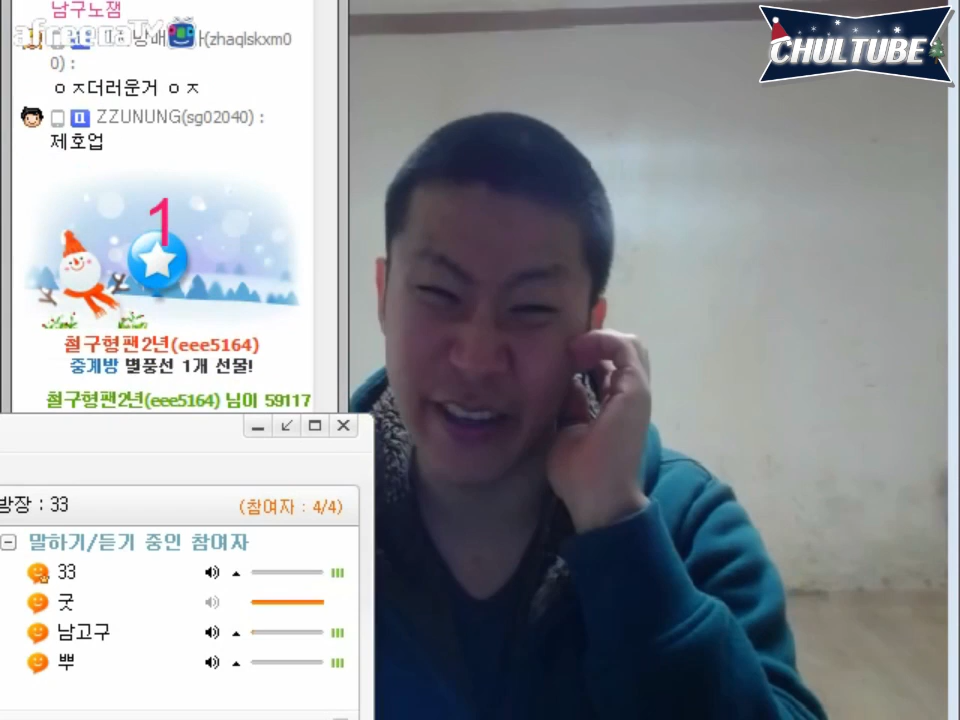 남구노잼
afreecaTV
(zhaqlskxm0
0) :
ㅇㅈ더러운거 ㅇㅈ
ZZUNUNG(sg02040) :
제호업
1
철구형팬2년(eee5164)
중계방 별풍선 1개 선물!
철구형팬2년(eee5164) 님이 59117
방장 : 33
(참여자 : 4/4)
말하기/듣기 중인 참여자
33
굿
남고구
뿌
CHULTUBE